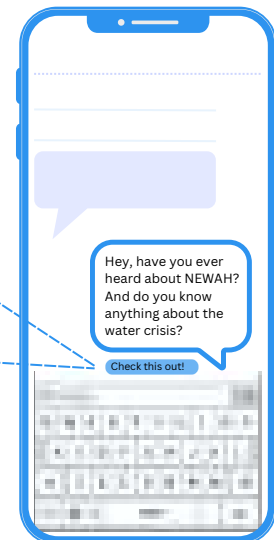 Hey, have you ever
heard about NEWAH?
And do you know
anything about the
water crisis?
Check this out!